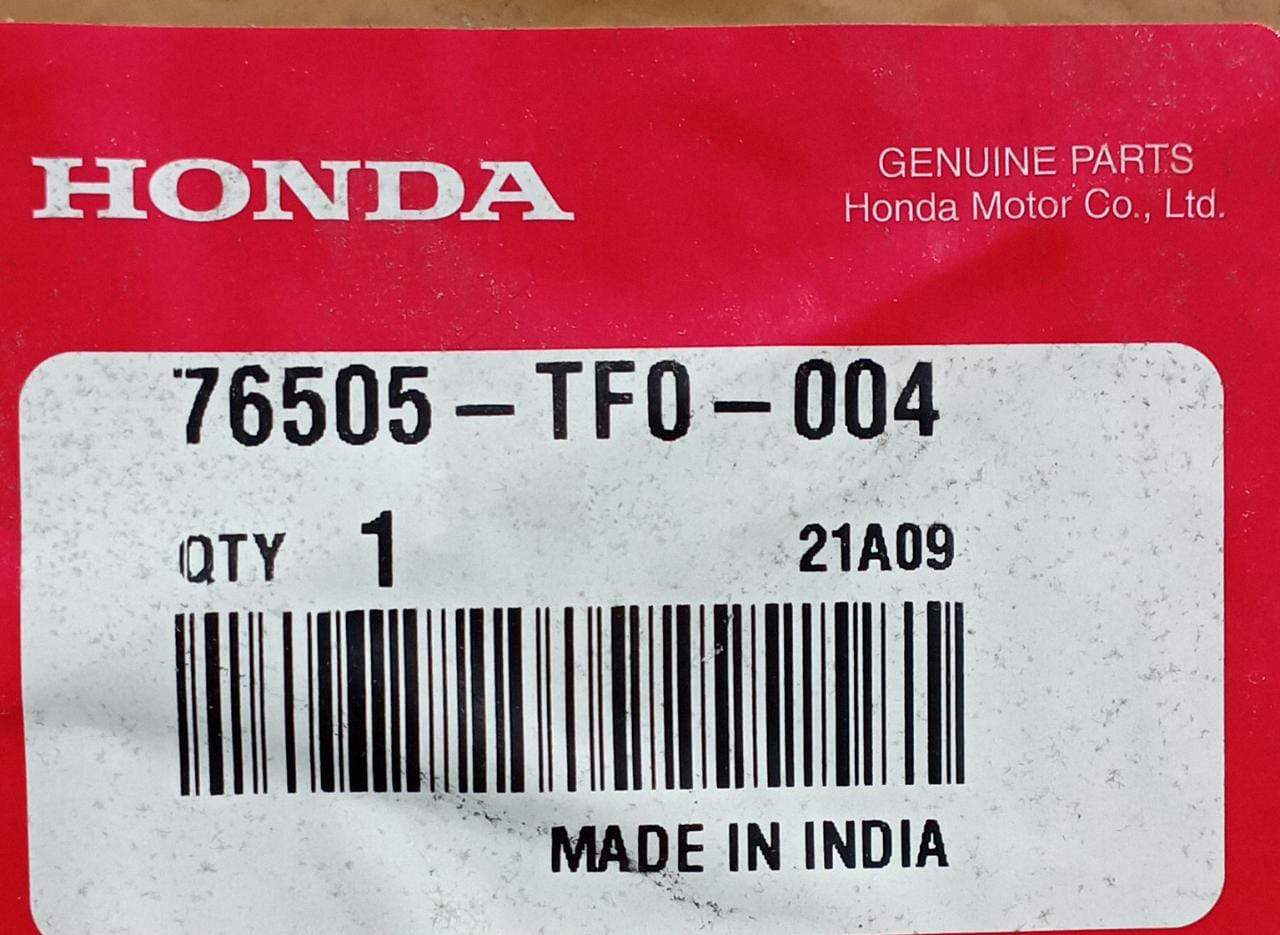 HONDA
GENUINE PARTS
Honda Motor Co., Ltd.
76505-TF0-004
QTY 1 21A09
MADE IN INDIA